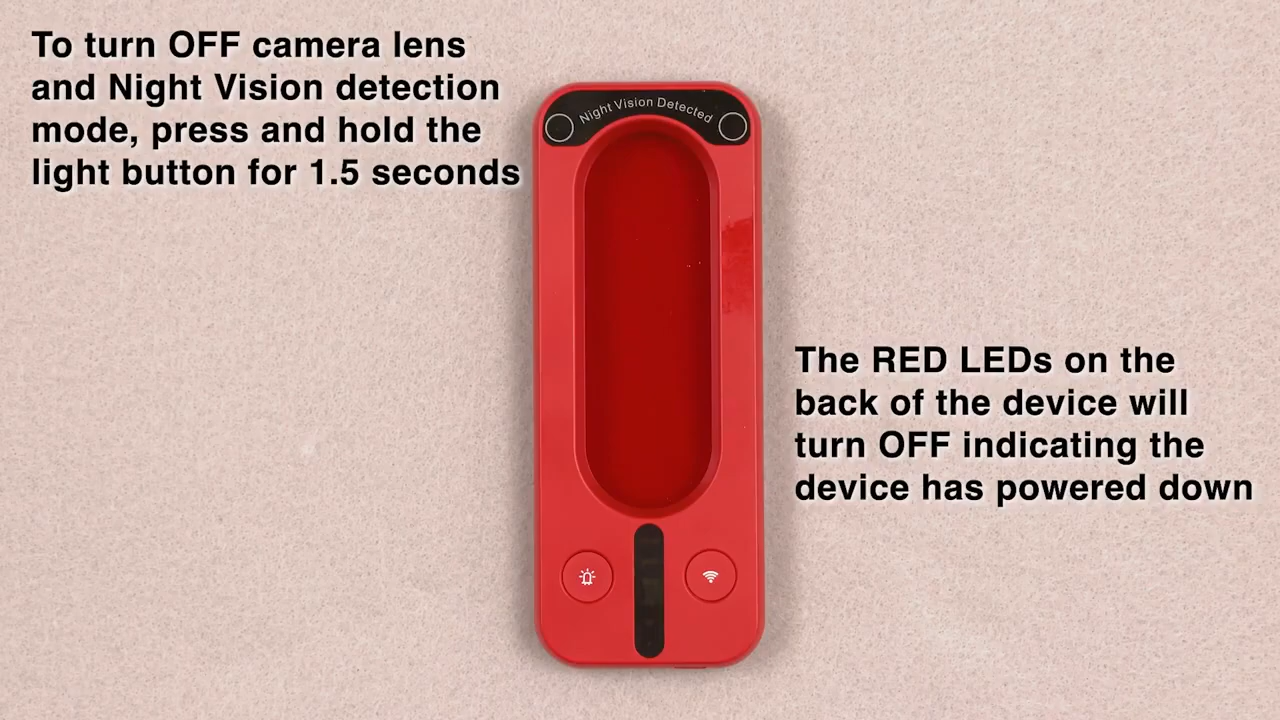 To turn OFF camera lens
and Night Vision detection
mode, press and hold the
light button for 1.5 seconds
Night Vision Detected
The RED LEDs on the
back of the device will
turn OFF indicating the
device has powered down